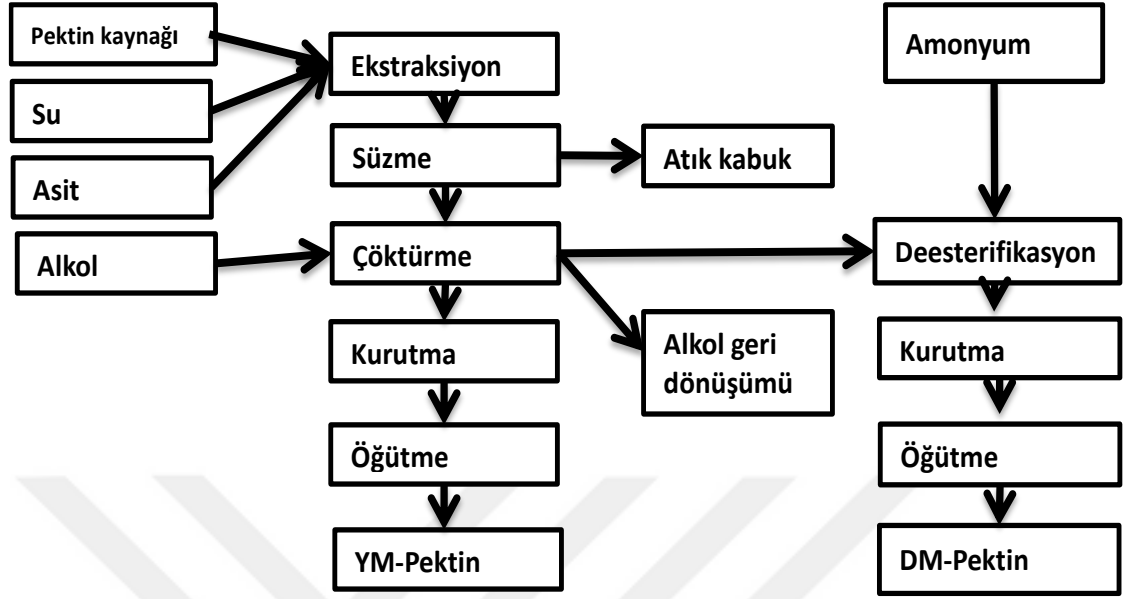 Pektin kaynağı
Su
Asit
Alkol
Ekstraksiyon
Süzme
Atık kabuk
Çöktürme
Alkol geri
dönüşümü
Kurutma
Öğütme
YM-Pektin
Amonyum
Deesterifikasyon
Kurutma
Öğütme
DM-Pektin